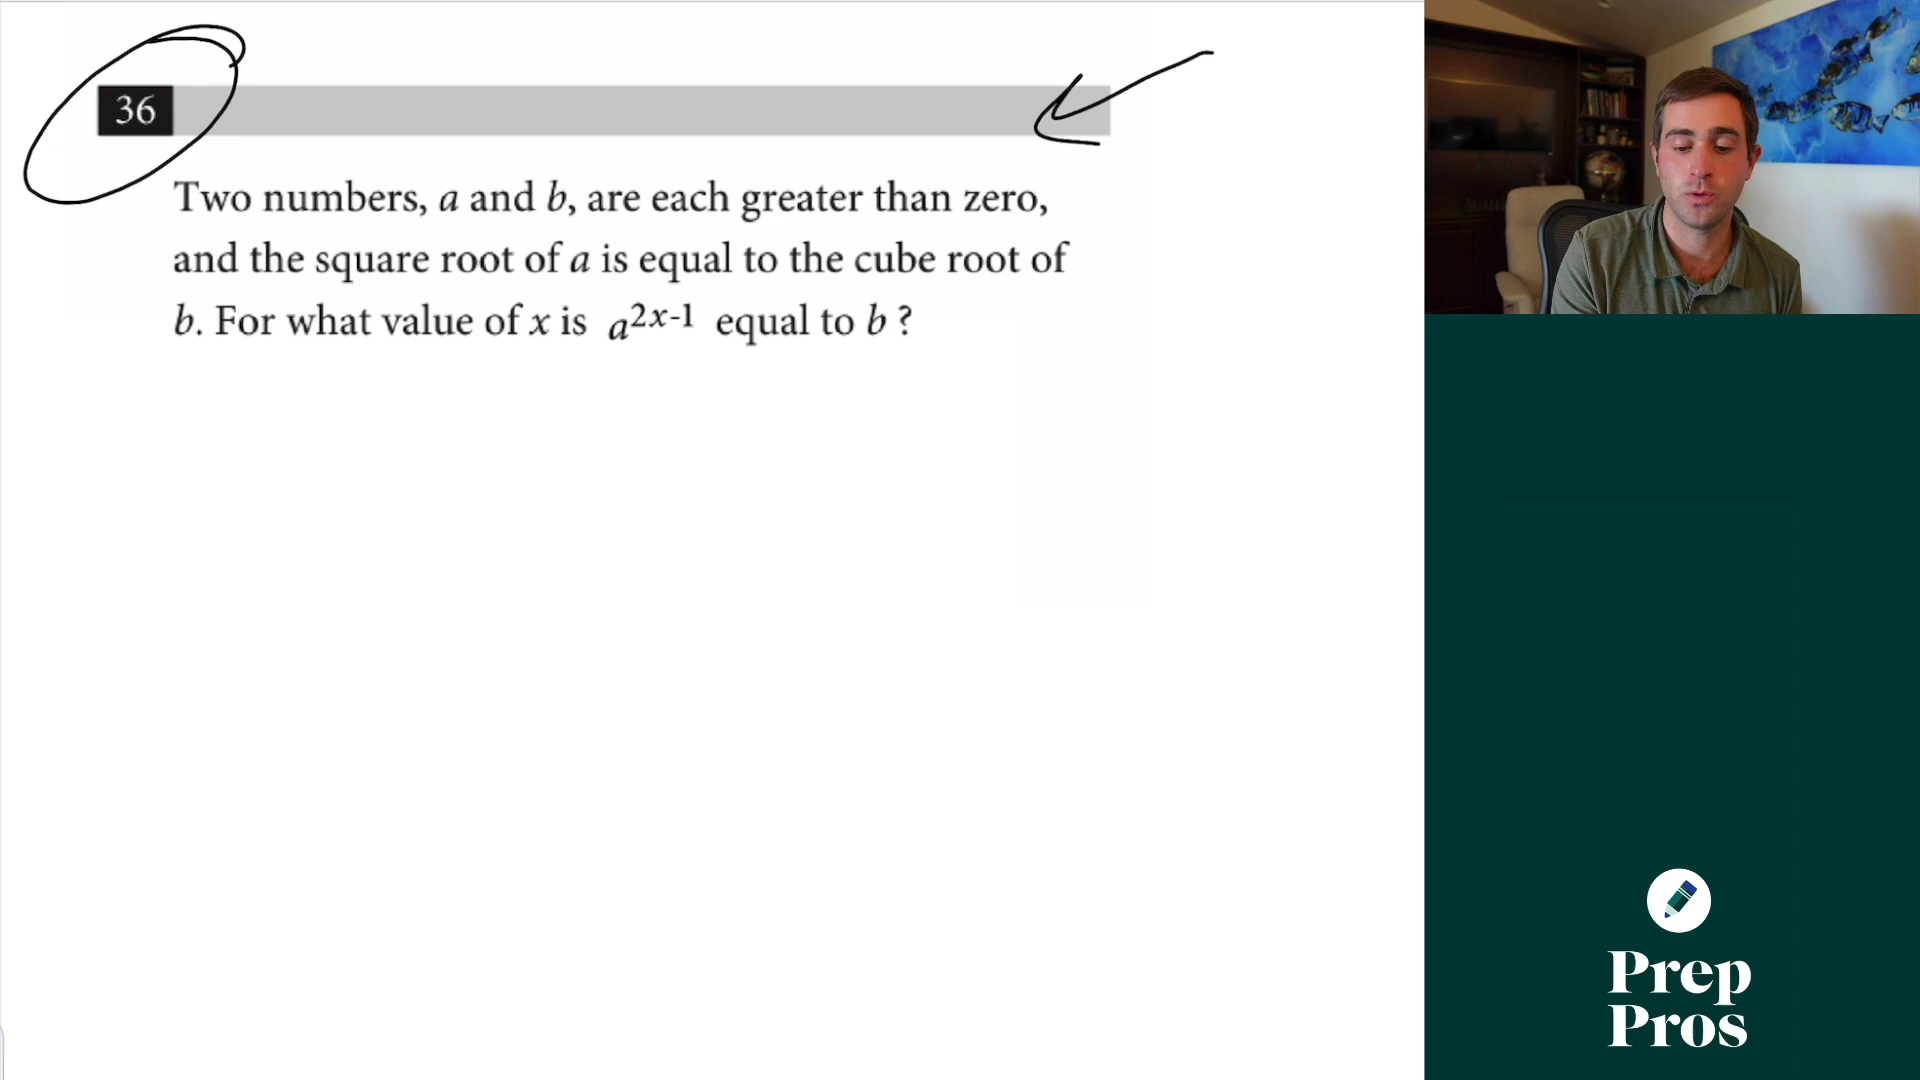 36
Two numbers, a and b, are each greater than zero,
and the square root of a is equal to the cube root of
b. For what value of x is a^{2x-1} equal to b ?
Prep
Pros